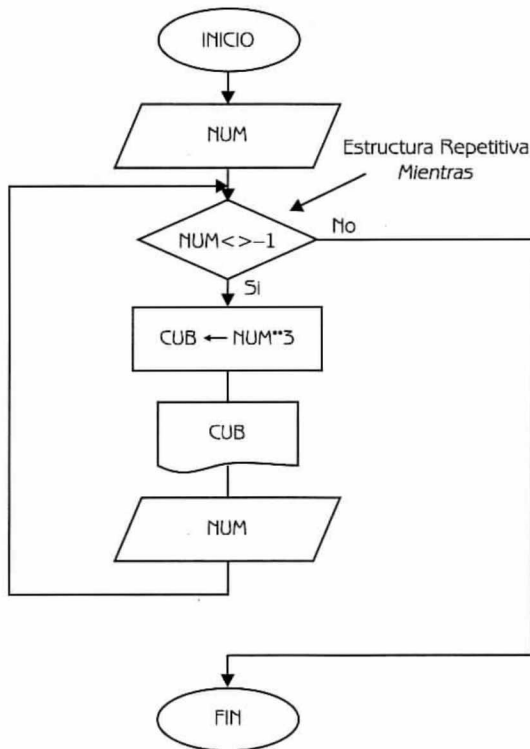 INICIO
NUM
Estructura Repetitiva
Mientras
NUM<>–1
No
Si
CUB ← NUM**3
CUB
NUM
FIN